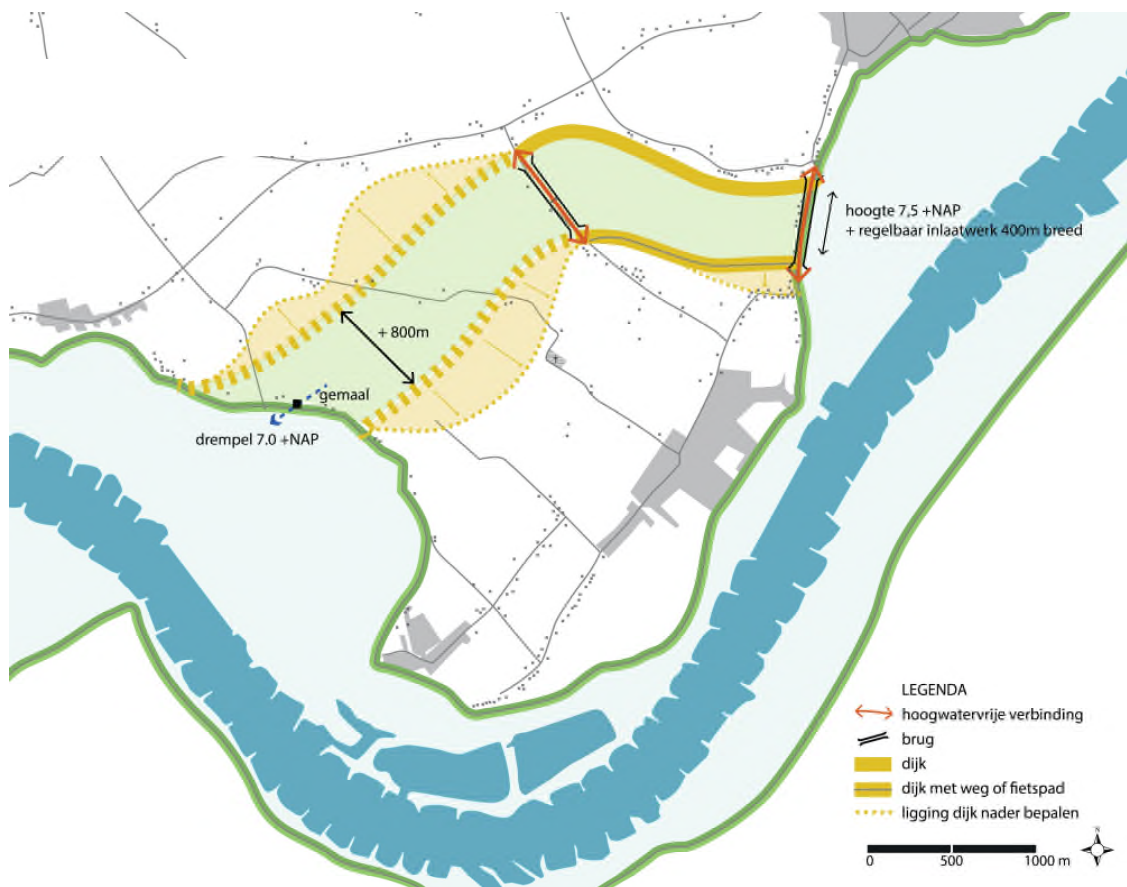 hoogte 7,5 +NAP
+ regelbaar inlaatwerk 400m breed
+ 800m
gemaal
drempel 7.0 +NAP
LEGENDA
hoogwatervrije verbinding
brug
dijk
dijk met weg of fietspad
ligging dijk nader bepalen
N
0 500 1000 m